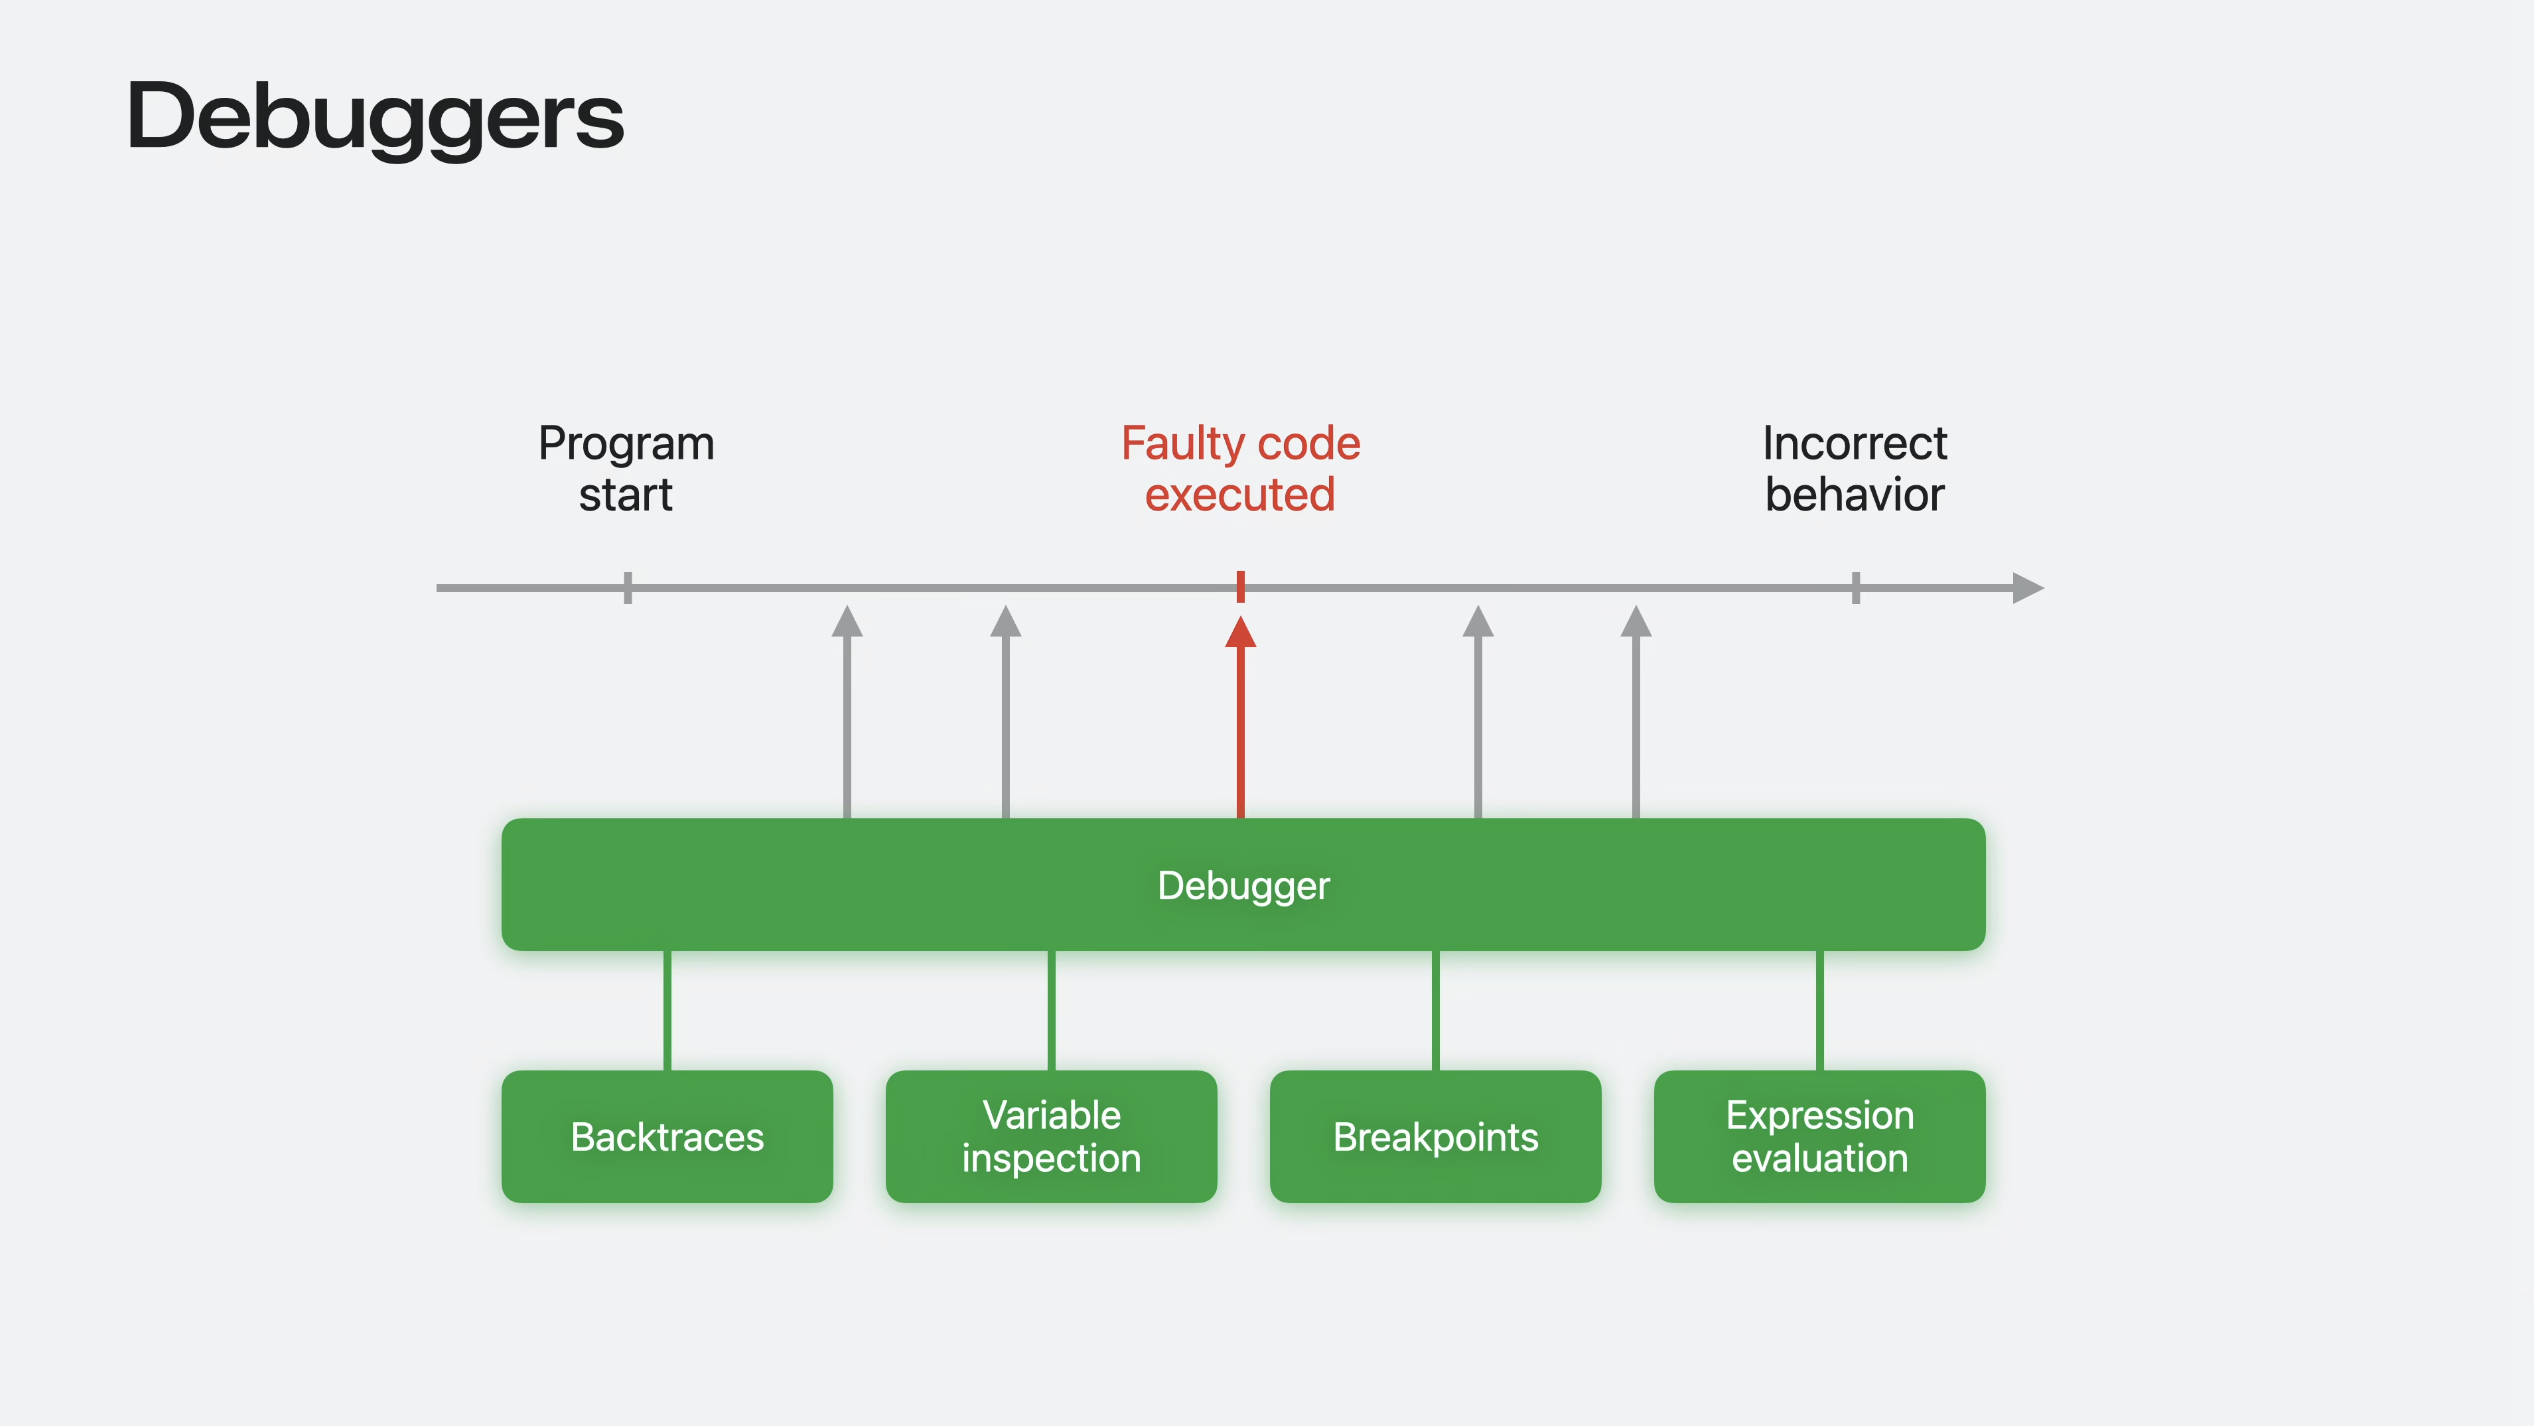 Debuggers
Program
start
Faulty code
executed
Incorrect
behavior
Debugger
Backtraces
Variable
inspection
Breakpoints
Expression
evaluation